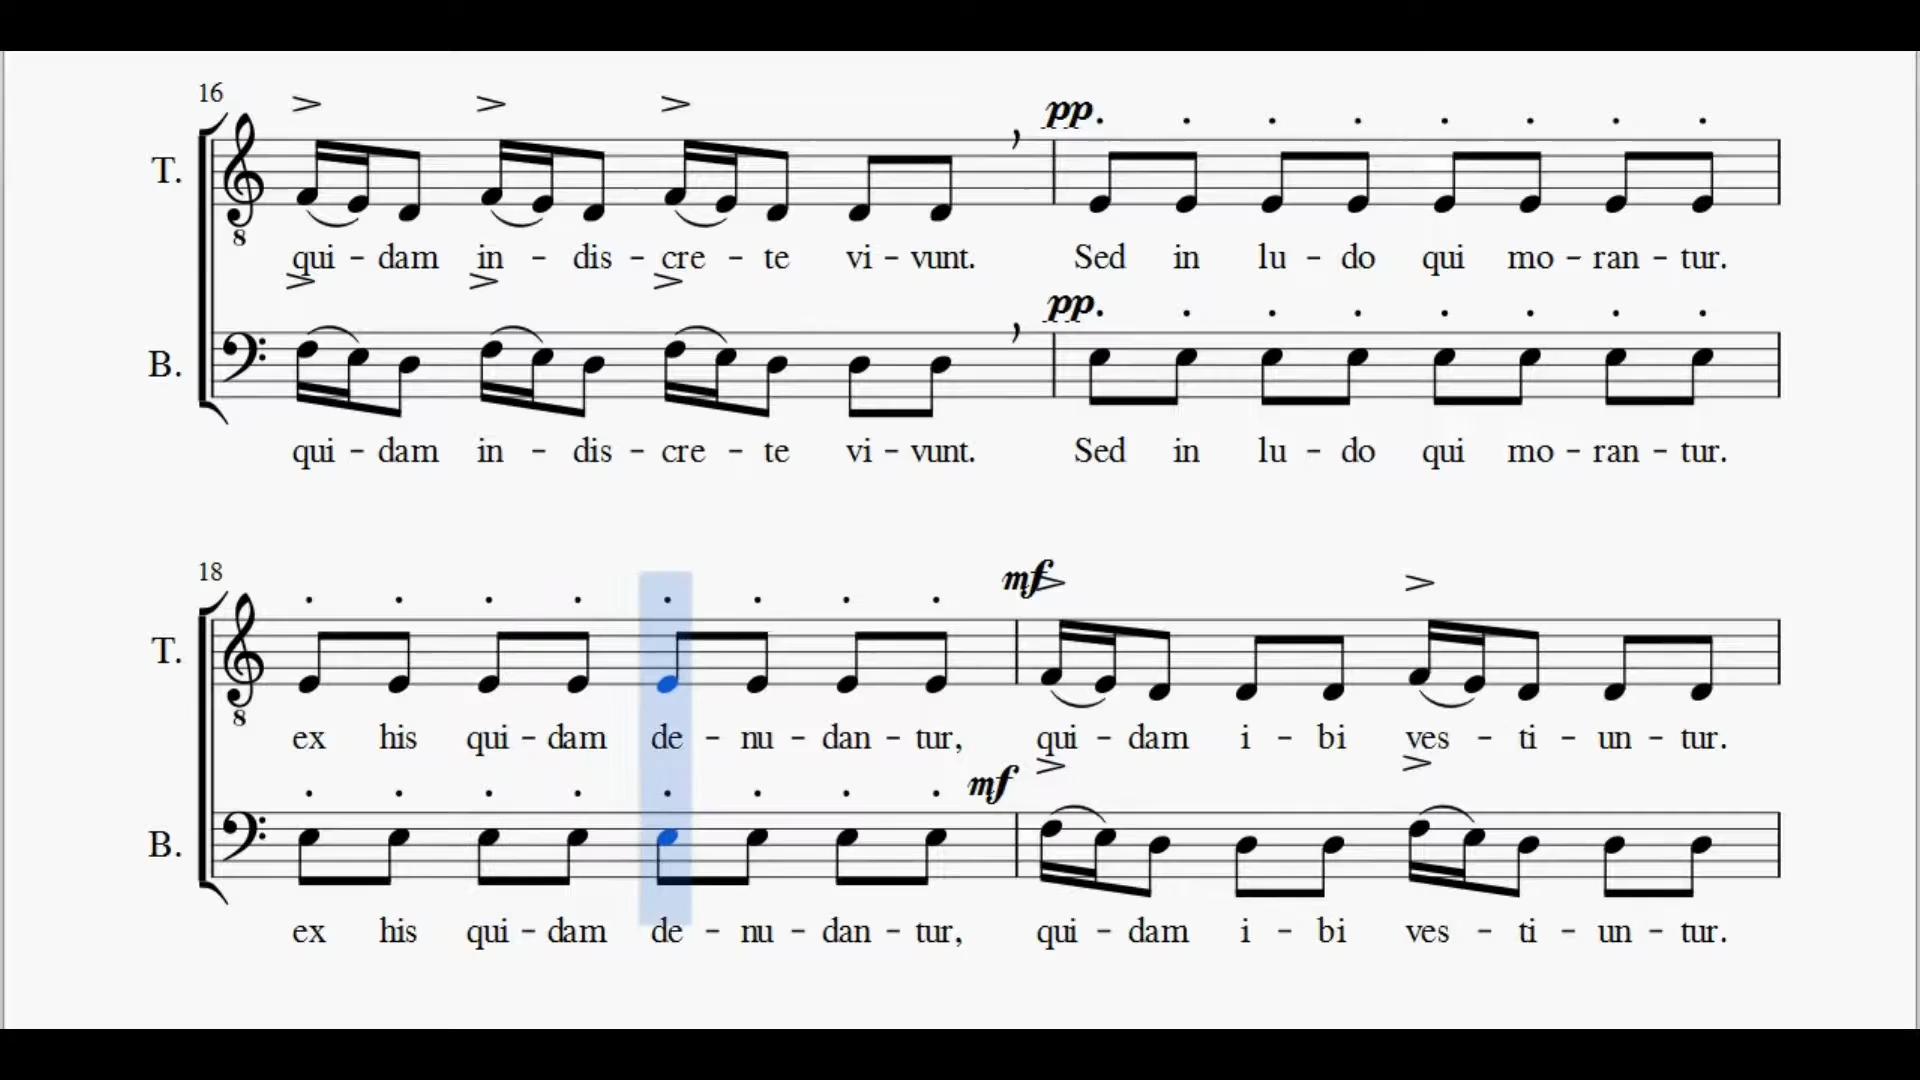 16
pp
T.
8
qui - dam in - dis - cre - te vi - vunt. Sed in lu - do qui mo - ran - tur.
pp
B.
qui - dam in - dis - cre - te vi - vunt. Sed in lu - do qui mo - ran - tur.
18
mf
T.
8
ex his qui - dam de - nu - dan - tur, qui - dam i - bi ves - ti - un - tur.
mf
B.
ex his qui - dam de - nu - dan - tur, qui - dam i - bi ves - ti - un - tur.